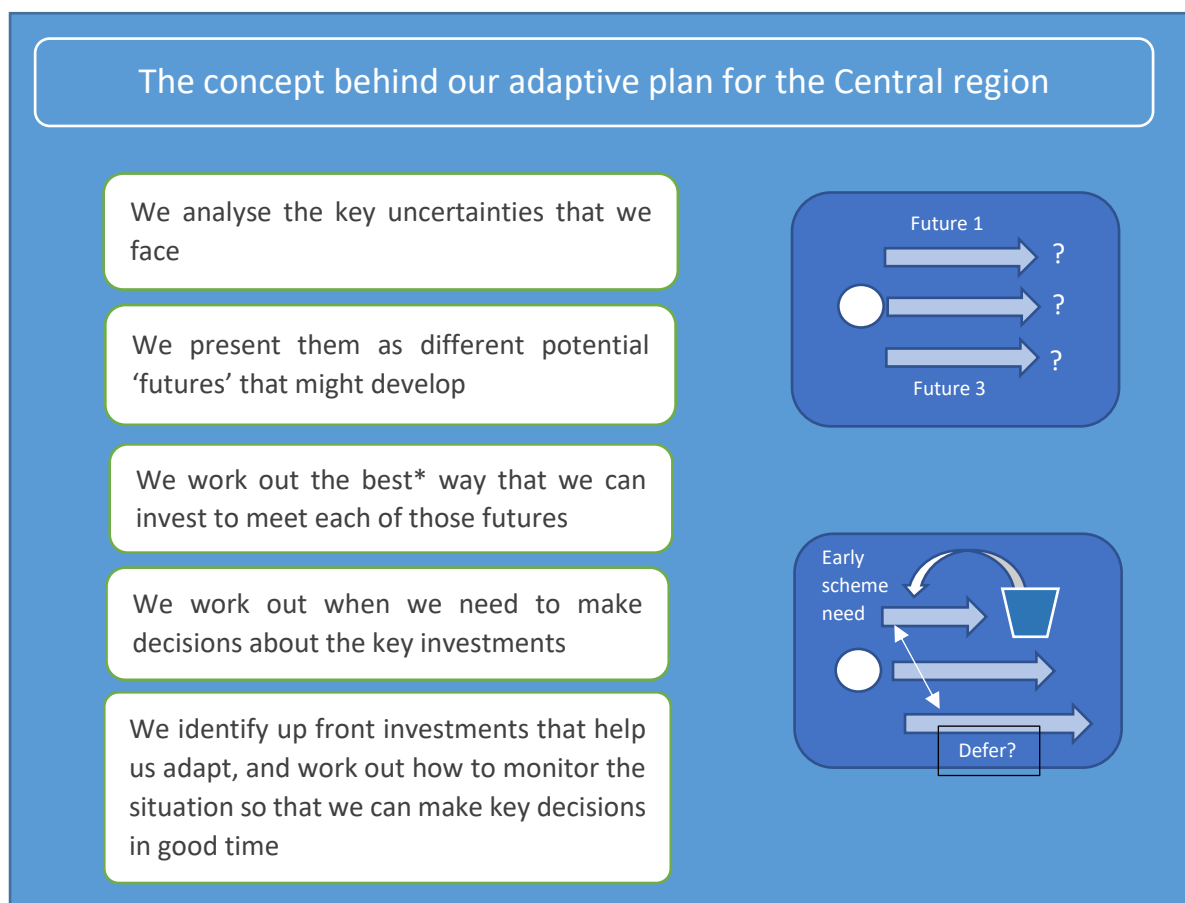 The concept behind our adaptive plan for the Central region
We analyse the key uncertainties that we
face
We present them as different potential
‘futures’ that might develop
We work out the best* way that we can
invest to meet each of those futures
We work out when we need to make
decisions about the key investments
We identify up front investments that help
us adapt, and work out how to monitor the
situation so that we can make key decisions
in good time
Future 1
?
?
?
Future 3
Early
scheme
need
Defer?